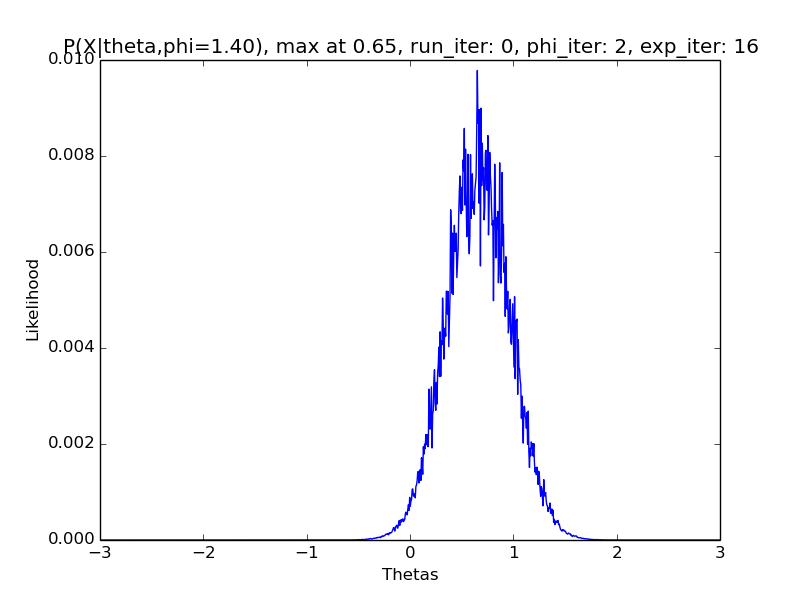 P(X|theta,phi=1.40), max at 0.65, run_iter: 0, phi_iter: 2, exp_iter: 16
0.010
0.008
0.006
0.004
0.002
0.000
Likelihood
−3 −2 −1 0 1 2 3
Thetas